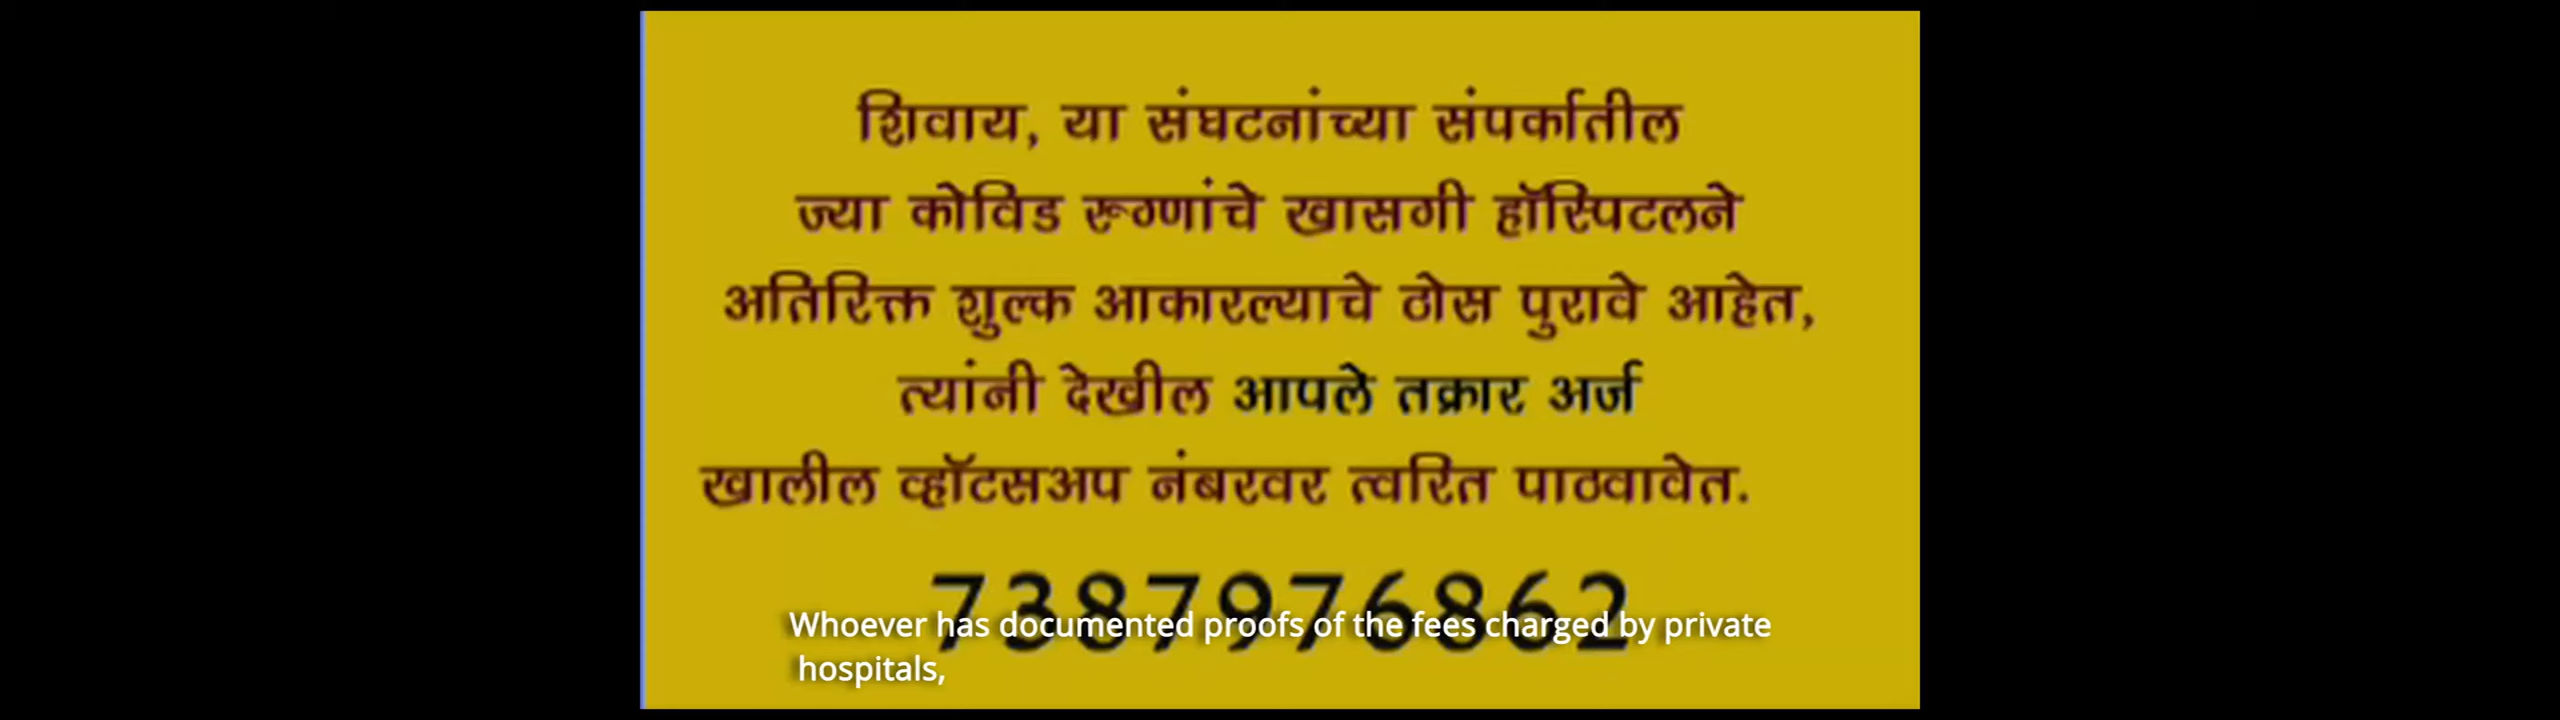 शिवाय, या संघटनांच्या संपर्कातील
ज्या कोविड रूग्णांचे खासगी हॉस्पिटलने
अतिरिक्त शुल्क आकारल्याचे ठोस पुरावे आहेत,
त्यांनी देखील आपले तक्रार अर्ज
खालील व्हॉटसअप नंबरवर त्वरित पाठवावेत.
7387976862
Whoever has documented proofs of the fees charged by private
hospitals,